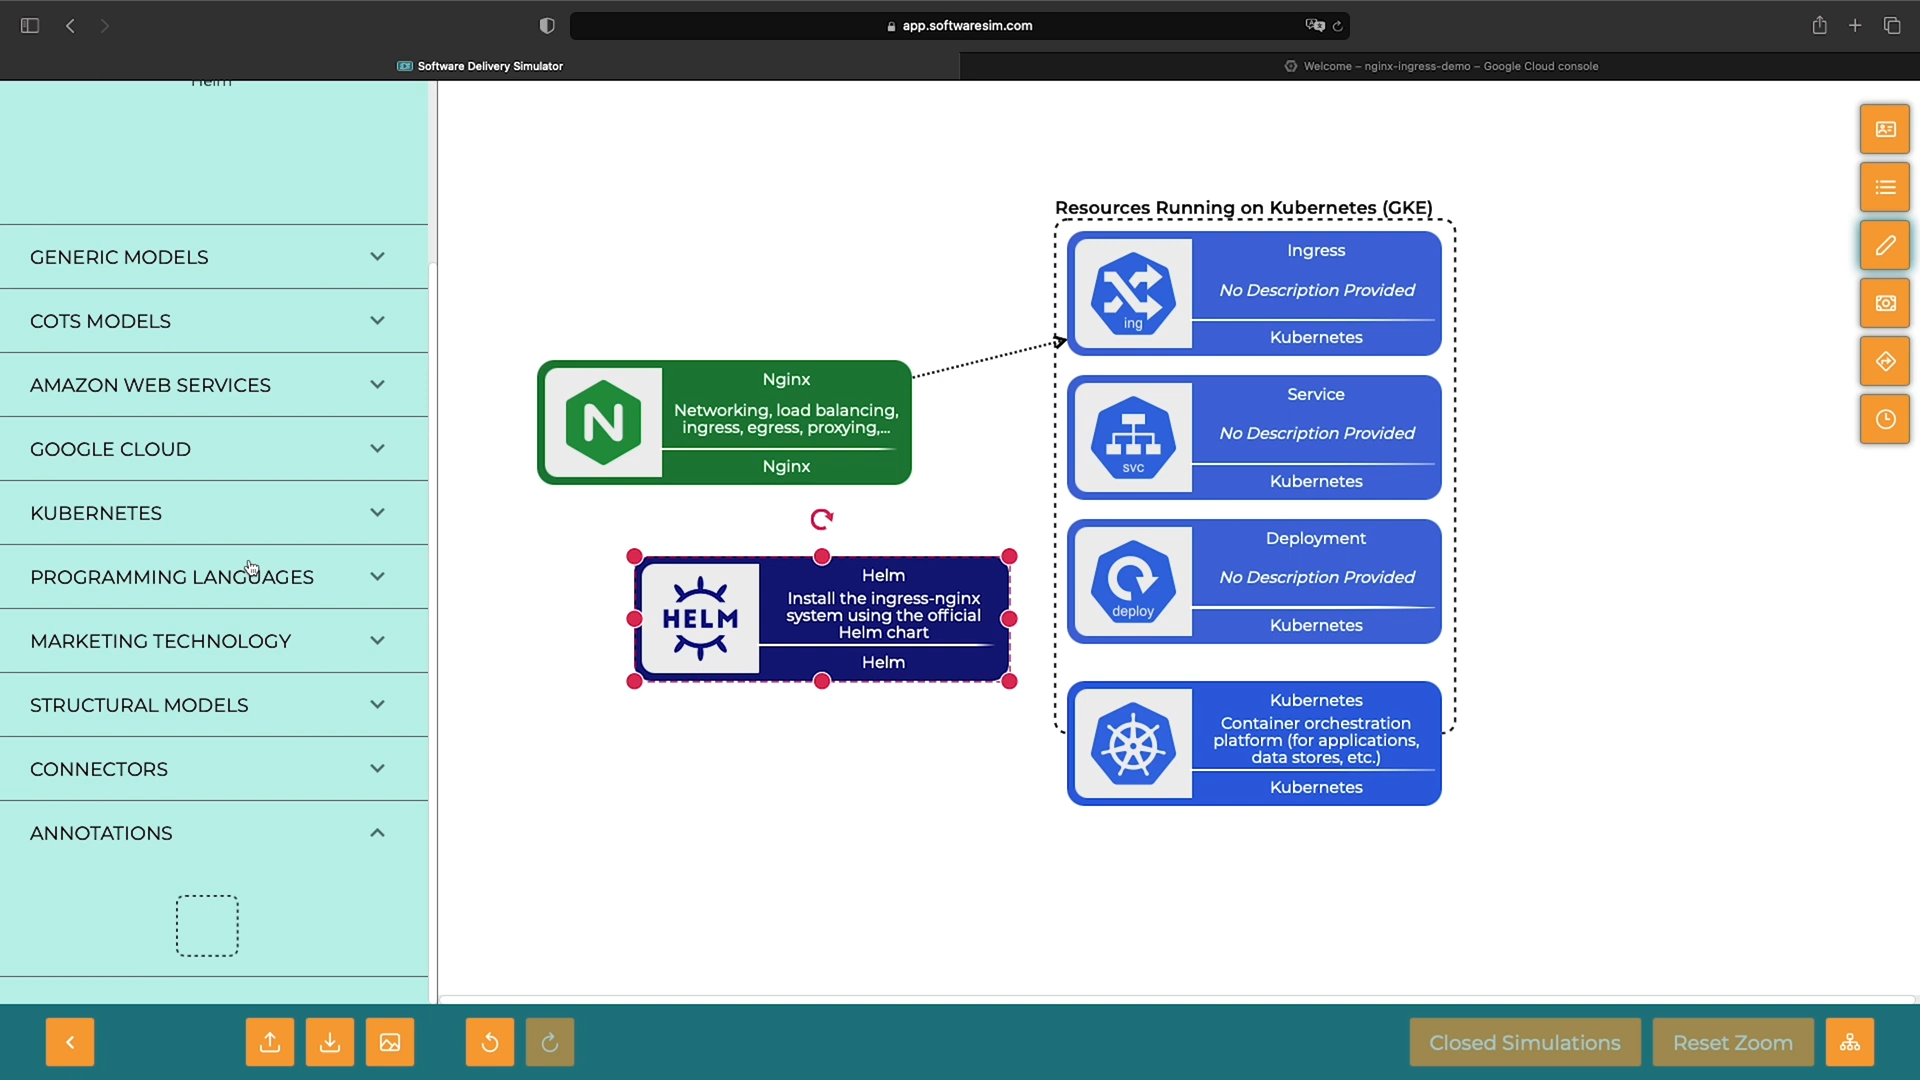 app.softwaresim.com
Software Delivery Simulator
Welcome – nginx-ingress-demo – Google Cloud console
Helm
GENERIC MODELS
COTS MODELS
AMAZON WEB SERVICES
GOOGLE CLOUD
KUBERNETES
PROGRAMMING LANGUAGES
MARKETING TECHNOLOGY
STRUCTURAL MODELS
CONNECTORS
ANNOTATIONS
Nginx
Networking, load balancing,
ingress, egress, proxying,...
Nginx
HELM
Helm
Install the ingress-nginx
system using the official
Helm chart
Helm
Resources Running on Kubernetes (GKE)
ing
Ingress
No Description Provided
Kubernetes
svc
Service
No Description Provided
Kubernetes
deploy
Deployment
No Description Provided
Kubernetes
Kubernetes
Container orchestration
platform (for applications,
data stores, etc.)
Kubernetes
Closed Simulations
Reset Zoom